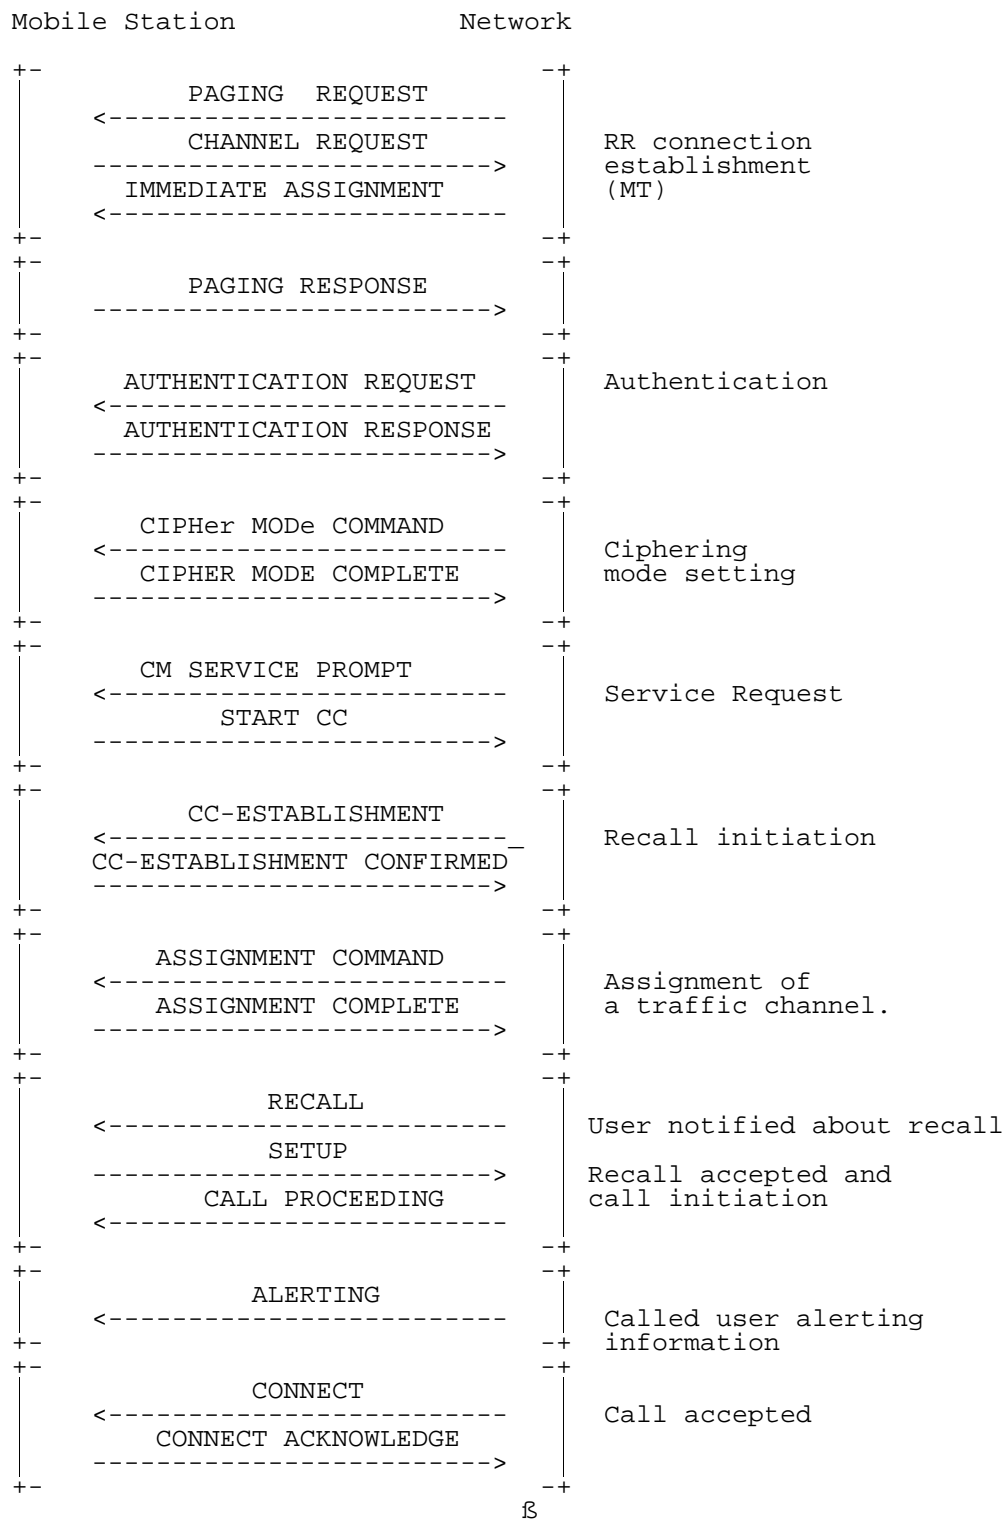 Mobile Station Network
+- -+
PAGING REQUEST
<-------------------------
CHANNEL REQUEST RR connection
-------------------------> establishment
IMMEDIATE ASSIGNMENT (MT)
<-------------------------
+- -+
+- -+
PAGING RESPONSE
------------------------->
+- -+
+- -+
AUTHENTICATION REQUEST Authentication
<-------------------------
AUTHENTICATION RESPONSE
------------------------->
+- -+
+- -+
CIPHer MODe COMMAND
<------------------------- Ciphering
CIPHER MODE COMPLETE mode setting
------------------------->
+- -+
+- -+
CM SERVICE PROMPT
<------------------------- Service Request
START CC
------------------------->
+- -+
+- -+
CC-ESTABLISHMENT
<-------------------------_ Recall initiation
CC-ESTABLISHMENT CONFIRMED
------------------------->
+- -+
+- -+
ASSIGNMENT COMMAND
<------------------------- Assignment of
ASSIGNMENT COMPLETE a traffic channel.
------------------------->
+- -+
+- -+
RECALL
<------------------------- User notified about recall
SETUP
-------------------------> Recall accepted and
CALL PROCEEDING call initiation
<-------------------------
+- -+
+- -+
ALERTING
<------------------------- Called user alerting
+- -+ information
+- -+
CONNECT
<------------------------- Call accepted
CONNECT ACKNOWLEDGE
------------------------->
+- -+
ß